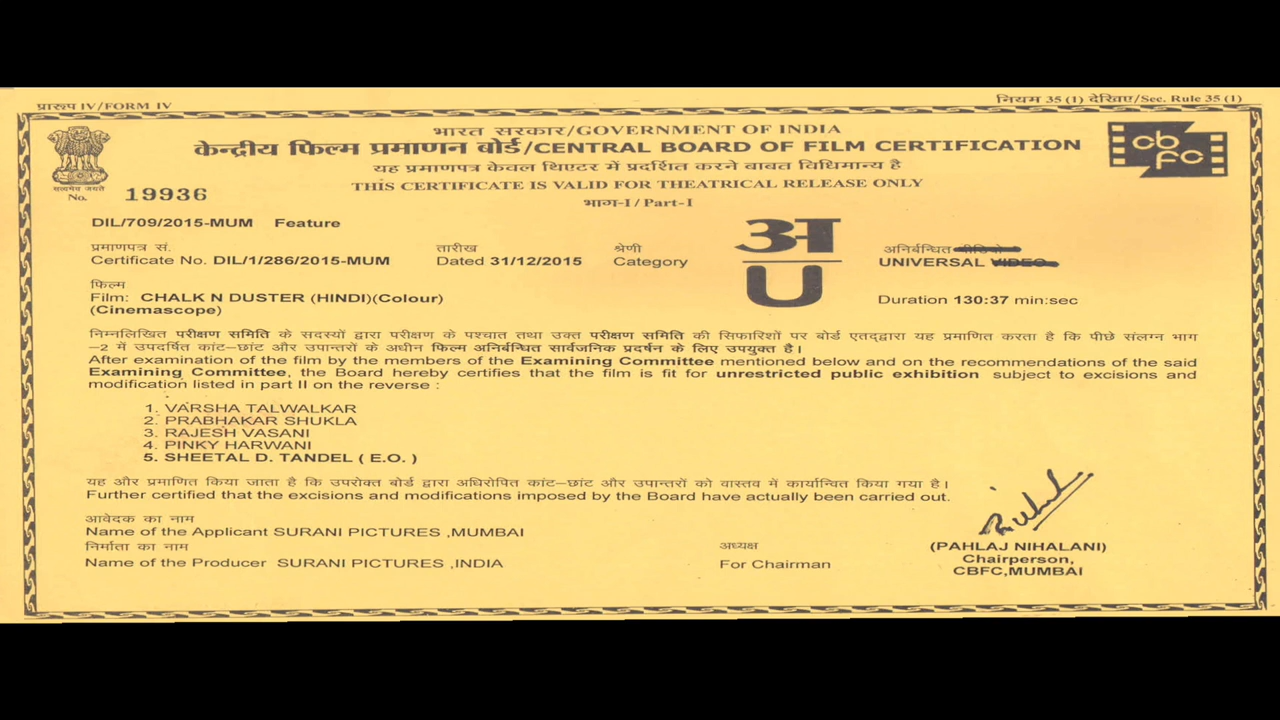 प्रारूप IV/FORM IV
नियम 35 (1) देखिए/Sec. Rule 35 (1)
भारत सरकार/GOVERNMENT OF INDIA
केन्द्रीय फिल्म प्रमाणन बोर्ड/CENTRAL BOARD OF FILM CERTIFICATION
cb
fc
यह प्रमाणपत्र केवल थिएटर में प्रदर्शित करने बाबत विधिमान्य है
THIS CERTIFICATE IS VALID FOR THEATRICAL RELEASE ONLY
सत्यमेव जयते
No. 19936
भाग-I / Part-I
DIL/709/2015-MUM Feature
अ
U
प्रमाणपत्र सं. तारीख श्रेणी अनिर्बन्धित
Certificate No. DIL/1/286/2015-MUM Dated 31/12/2015 Category UNIVERSAL VIDEO
फिल्म
Film: CHALK N DUSTER (HINDI)(Colour) Duration 130:37 min:sec
(Cinemascope)
निम्नलिखित परीक्षण समिति के सदस्यों द्वारा परीक्षण के पश्चात तथा उक्त परीक्षण समिति की सिफारिशों पर बोर्ड एतद्द्वारा यह प्रमाणित करता है कि पीछे संलग्न भाग
–2 में उपदर्षित कांट–छांट और उपान्तरों के अधीन फिल्म अनिर्बन्धित सार्वजनिक प्रदर्षन के लिए उपयुक्त है।
After examination of the film by the members of the Examining Committee mentioned below and on the recommendations of the said
Examining Committee, the Board hereby certifies that the film is fit for unrestricted public exhibition subject to excisions and
modification listed in part II on the reverse :
1. VARSHA TALWALKAR
2. PRABHAKAR SHUKLA
3. RAJESH VASANI
4. PINKY HARWANI
5. SHEETAL D. TANDEL ( E.O. )
यह और प्रमाणित किया जाता है कि उपरोक्त बोर्ड द्वारा अधिरोपित कांट–छांट और उपान्तरों को वास्तव में कार्यान्वित किया गया है।
Further certified that the excisions and modifications imposed by the Board have actually been carried out.
आवेदक का नाम
Name of the Applicant SURANI PICTURES ,MUMBAI
निर्माता का नाम अध्यक्ष (PAHLAJ NIHALANI)
Name of the Producer SURANI PICTURES ,INDIA For Chairman Chairperson,
CBFC,MUMBAI